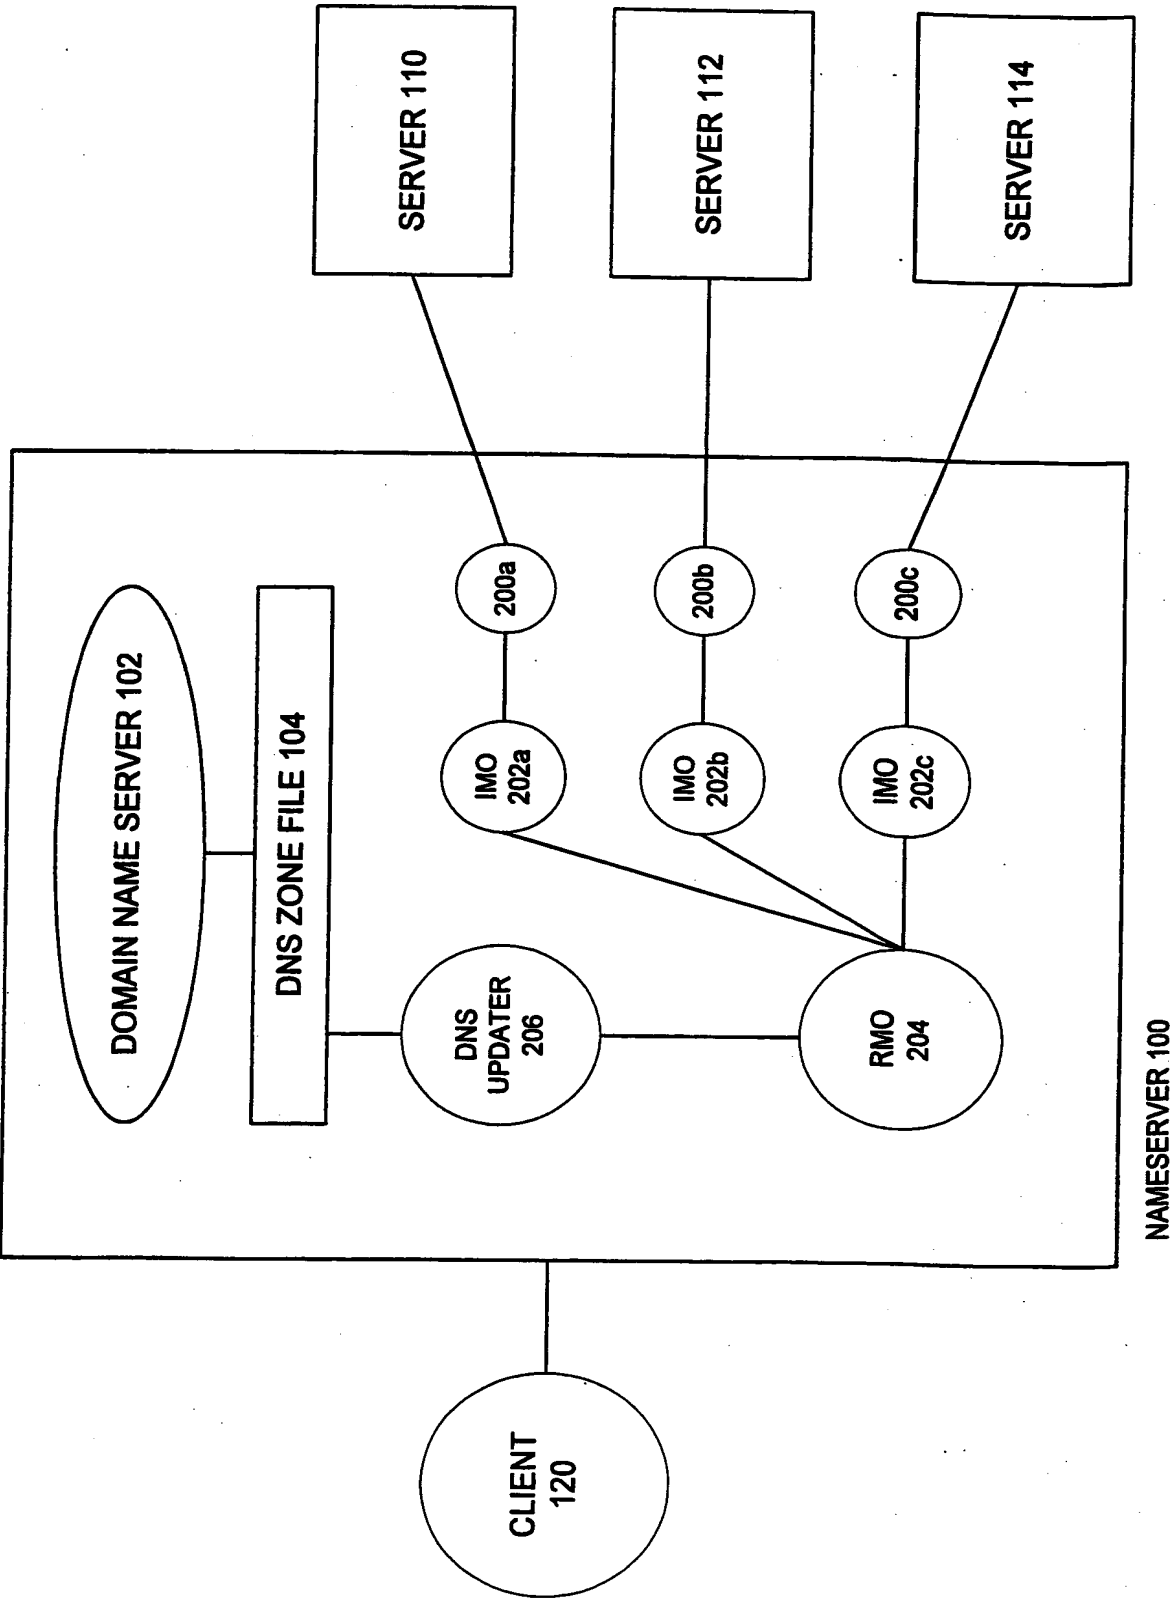 DOMAIN NAME SERVER 102
DNS ZONE FILE 104
SERVER 110
DNS
UPDATER
206
IMO
202a
200a
SERVER 112
IMO
202b
200b
CLIENT
120
RMO
204
IMO
202c
200c
SERVER 114
NAMESERVER 100